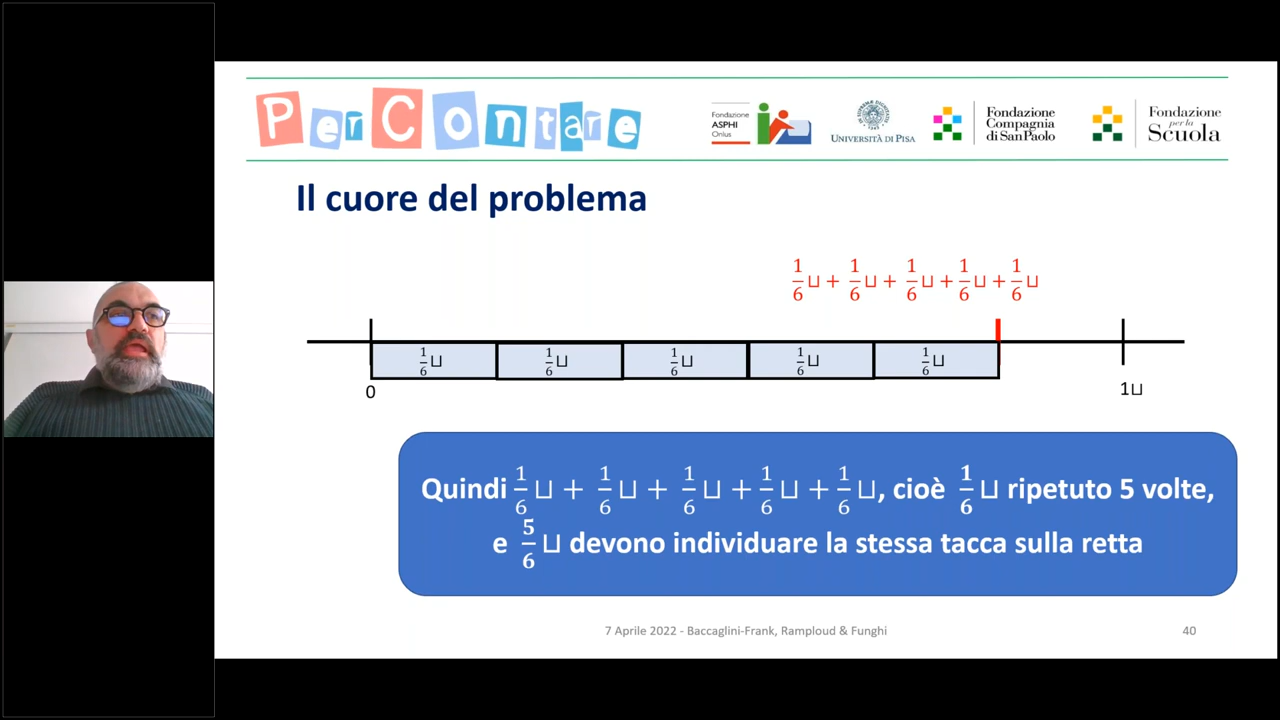 PerContare
Fondazione
ASPHI
Onlus
UNIVERSITÀ DI PISA
Fondazione
Compagnia
di San Paolo
Fondazione
per la
Scuola
Il cuore del problema
1/6 ⊔ + 1/6 ⊔ + 1/6 ⊔ + 1/6 ⊔ + 1/6 ⊔
1/6 ⊔ 1/6 ⊔ 1/6 ⊔ 1/6 ⊔ 1/6 ⊔
0 1⊔
Quindi 1/6 ⊔ + 1/6 ⊔ + 1/6 ⊔ + 1/6 ⊔ + 1/6 ⊔, cioè 1/6 ⊔ ripetuto 5 volte,
e 5/6 ⊔ devono individuare la stessa tacca sulla retta
7 Aprile 2022 - Baccaglini-Frank, Ramploud & Funghi 40